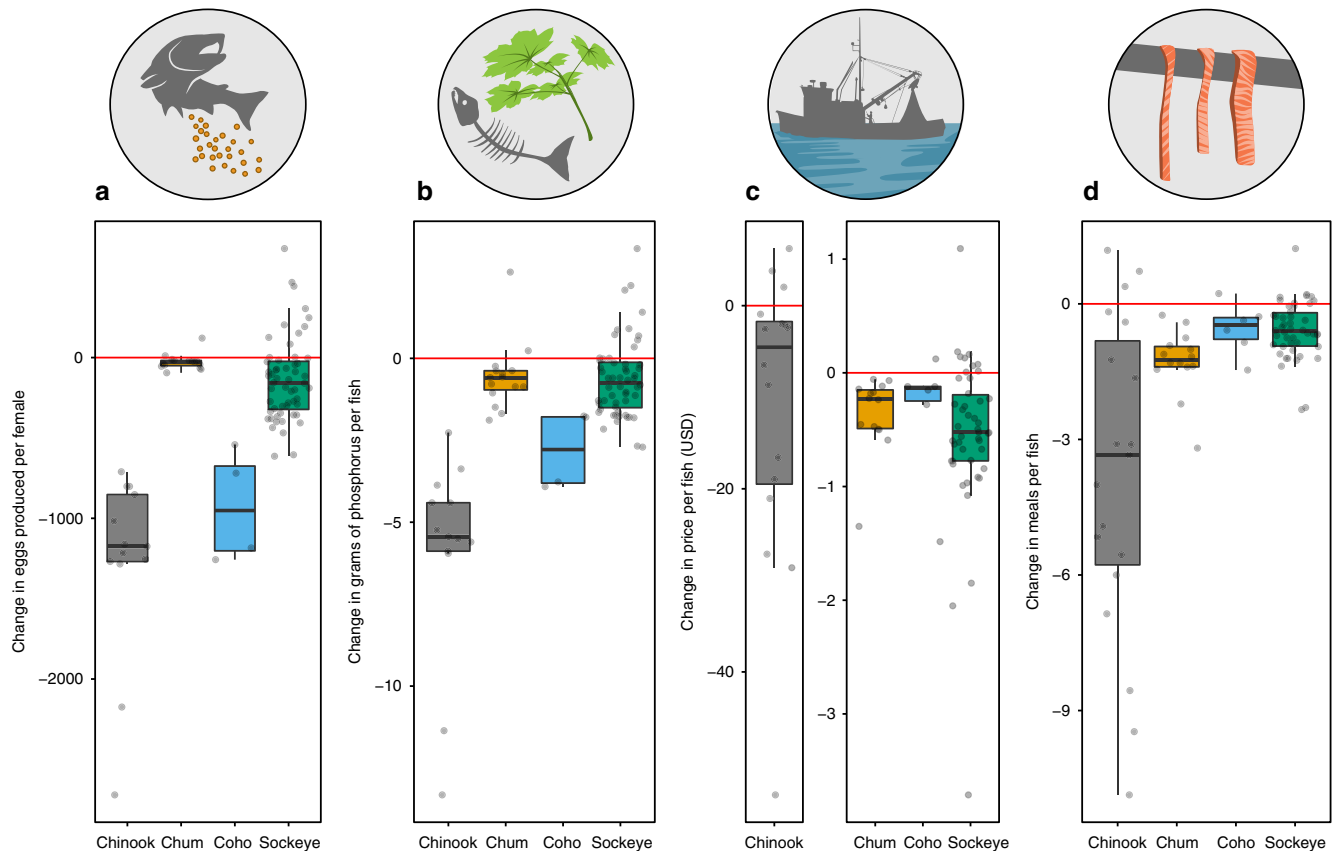 a
Change in eggs produced per female
0
−1000
−2000
Chinook Chum Coho Sockeye
b
Change in grams of phosphorus per fish
0
−5
−10
Chinook Chum Coho Sockeye
c
Change in price per fish (USD)
0
−20
−40
Chinook
1
0
−1
−2
−3
Chum Coho Sockeye
d
Change in meals per fish
0
−3
−6
−9
Chinook Chum Coho Sockeye